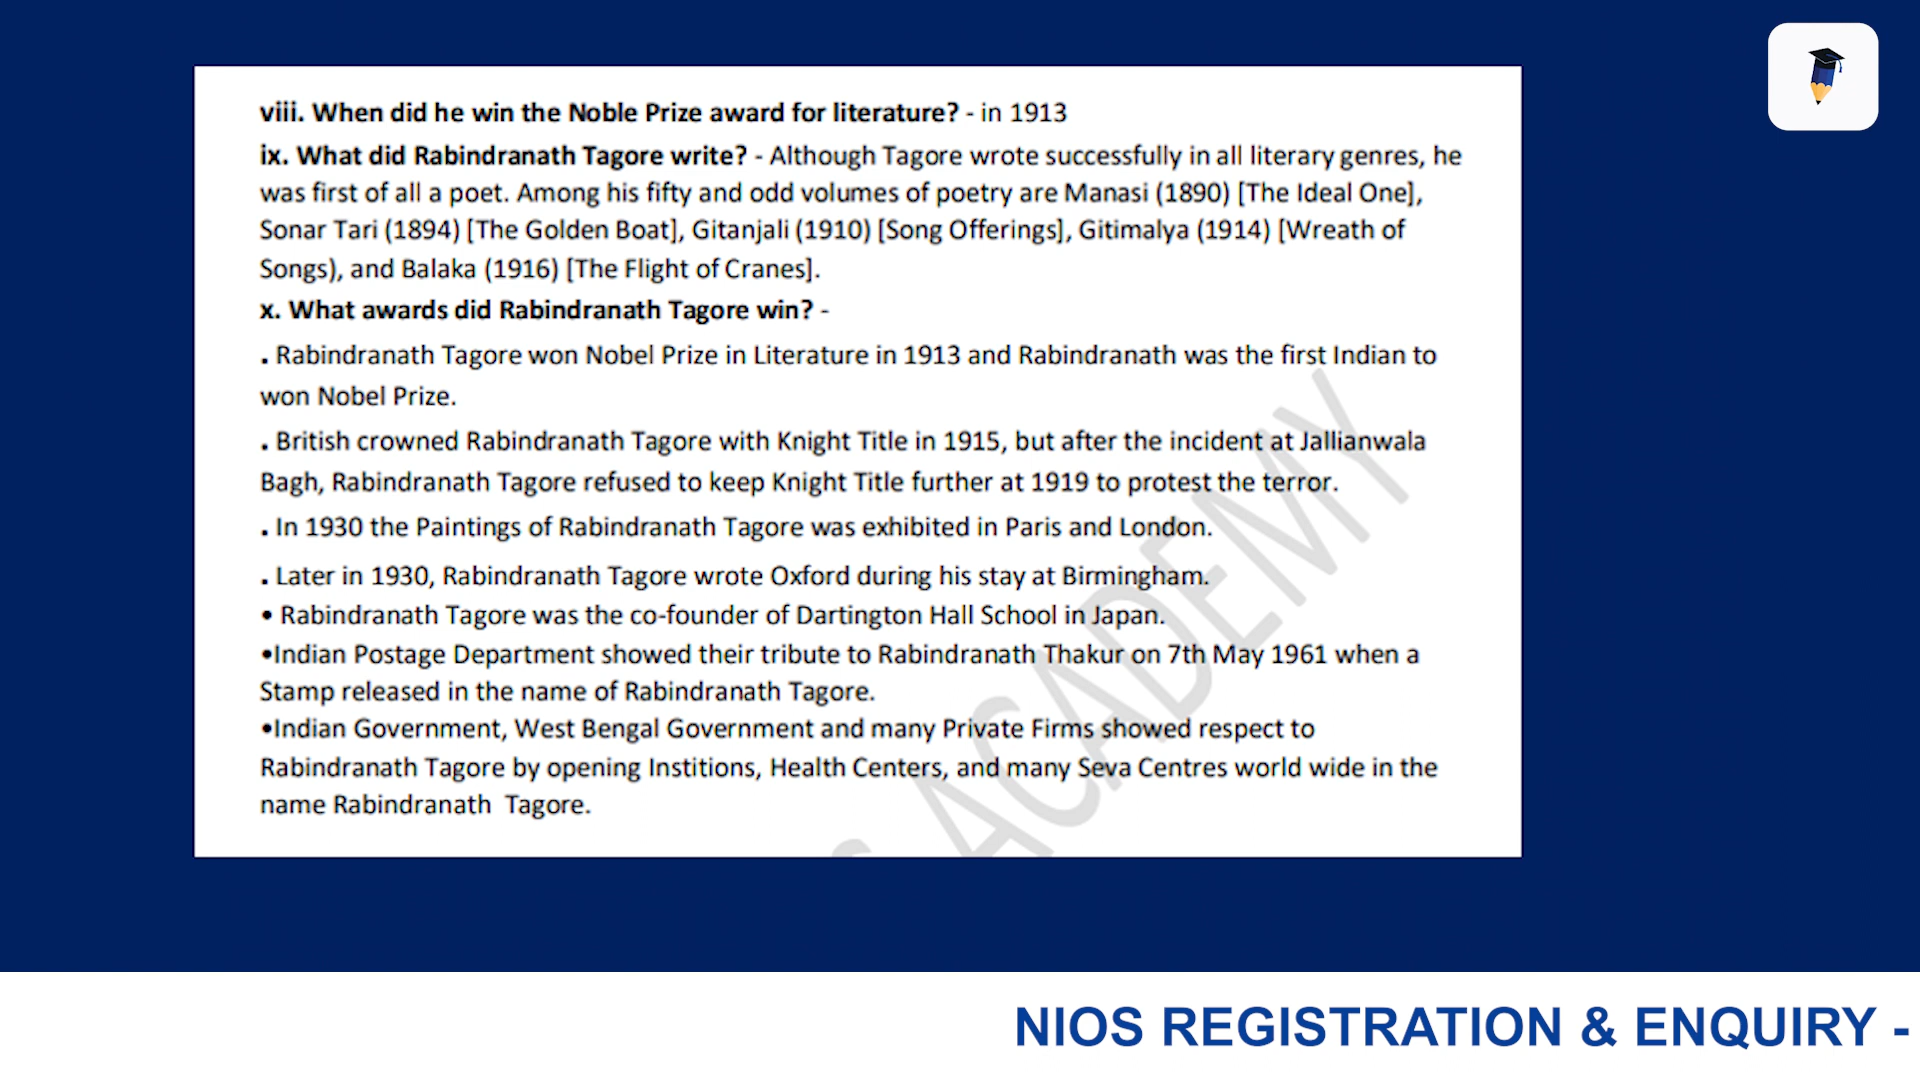 viii. When did he win the Noble Prize award for literature? - in 1913
ix. What did Rabindranath Tagore write? - Although Tagore wrote successfully in all literary genres, he
was first of all a poet. Among his fifty and odd volumes of poetry are Manasi (1890) [The Ideal One],
Sonar Tari (1894) [The Golden Boat], Gitanjali (1910) [Song Offerings], Gitimalya (1914) [Wreath of
Songs), and Balaka (1916) [The Flight of Cranes].
x. What awards did Rabindranath Tagore win? -
. Rabindranath Tagore won Nobel Prize in Literature in 1913 and Rabindranath was the first Indian to
won Nobel Prize.
. British crowned Rabindranath Tagore with Knight Title in 1915, but after the incident at Jallianwala
Bagh, Rabindranath Tagore refused to keep Knight Title further at 1919 to protest the terror.
. In 1930 the Paintings of Rabindranath Tagore was exhibited in Paris and London.
. Later in 1930, Rabindranath Tagore wrote Oxford during his stay at Birmingham.
• Rabindranath Tagore was the co-founder of Dartington Hall School in Japan.
•Indian Postage Department showed their tribute to Rabindranath Thakur on 7th May 1961 when a
Stamp released in the name of Rabindranath Tagore.
•Indian Government, West Bengal Government and many Private Firms showed respect to
Rabindranath Tagore by opening Institions, Health Centers, and many Seva Centres world wide in the
name Rabindranath Tagore.
ACADEMY
NIOS REGISTRATION & ENQUIRY -